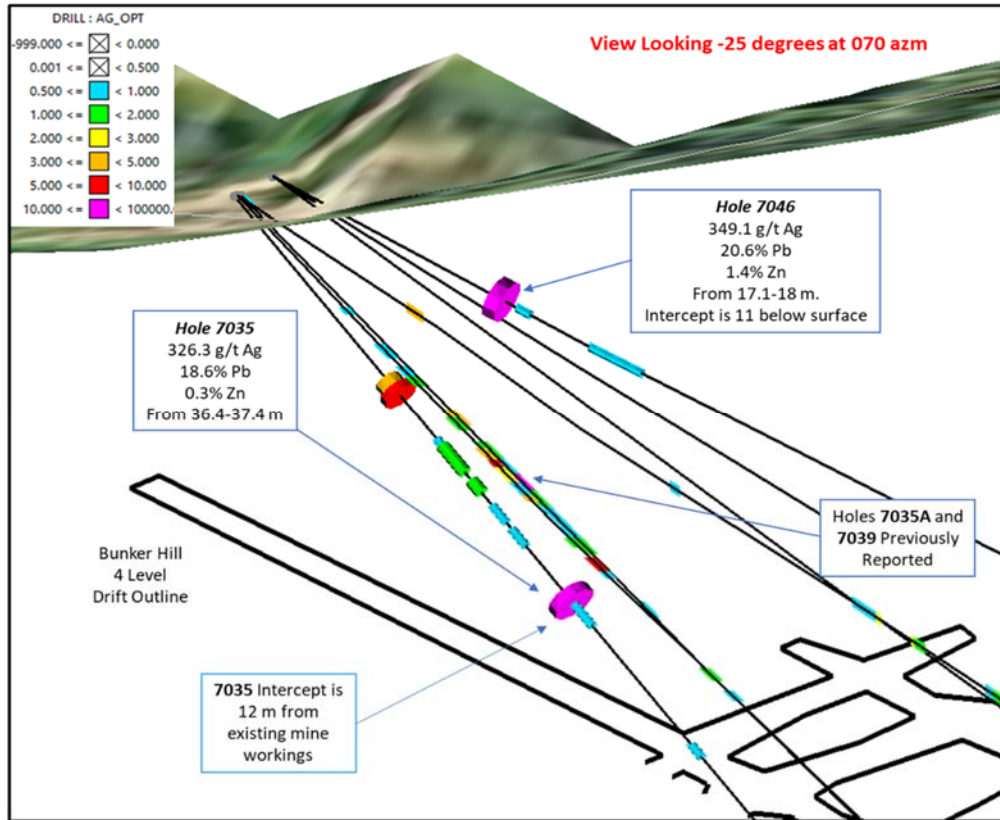 DRILL : AG_OPT
-999.000 <= < 0.000
0.001 <= < 0.500
0.500 <= < 1.000
1.000 <= < 2.000
2.000 <= < 3.000
3.000 <= < 5.000
5.000 <= < 10.000
10.000 <= < 100000.
View Looking -25 degrees at 070 azm
Hole 7046
349.1 g/t Ag
20.6% Pb
1.4% Zn
From 17.1-18 m.
Intercept is 11 below surface
Hole 7035
326.3 g/t Ag
18.6% Pb
0.3% Zn
From 36.4-37.4 m
Holes 7035A and
7039 Previously
Reported
Bunker Hill
4 Level
Drift Outline
7035 Intercept is
12 m from
existing mine
workings